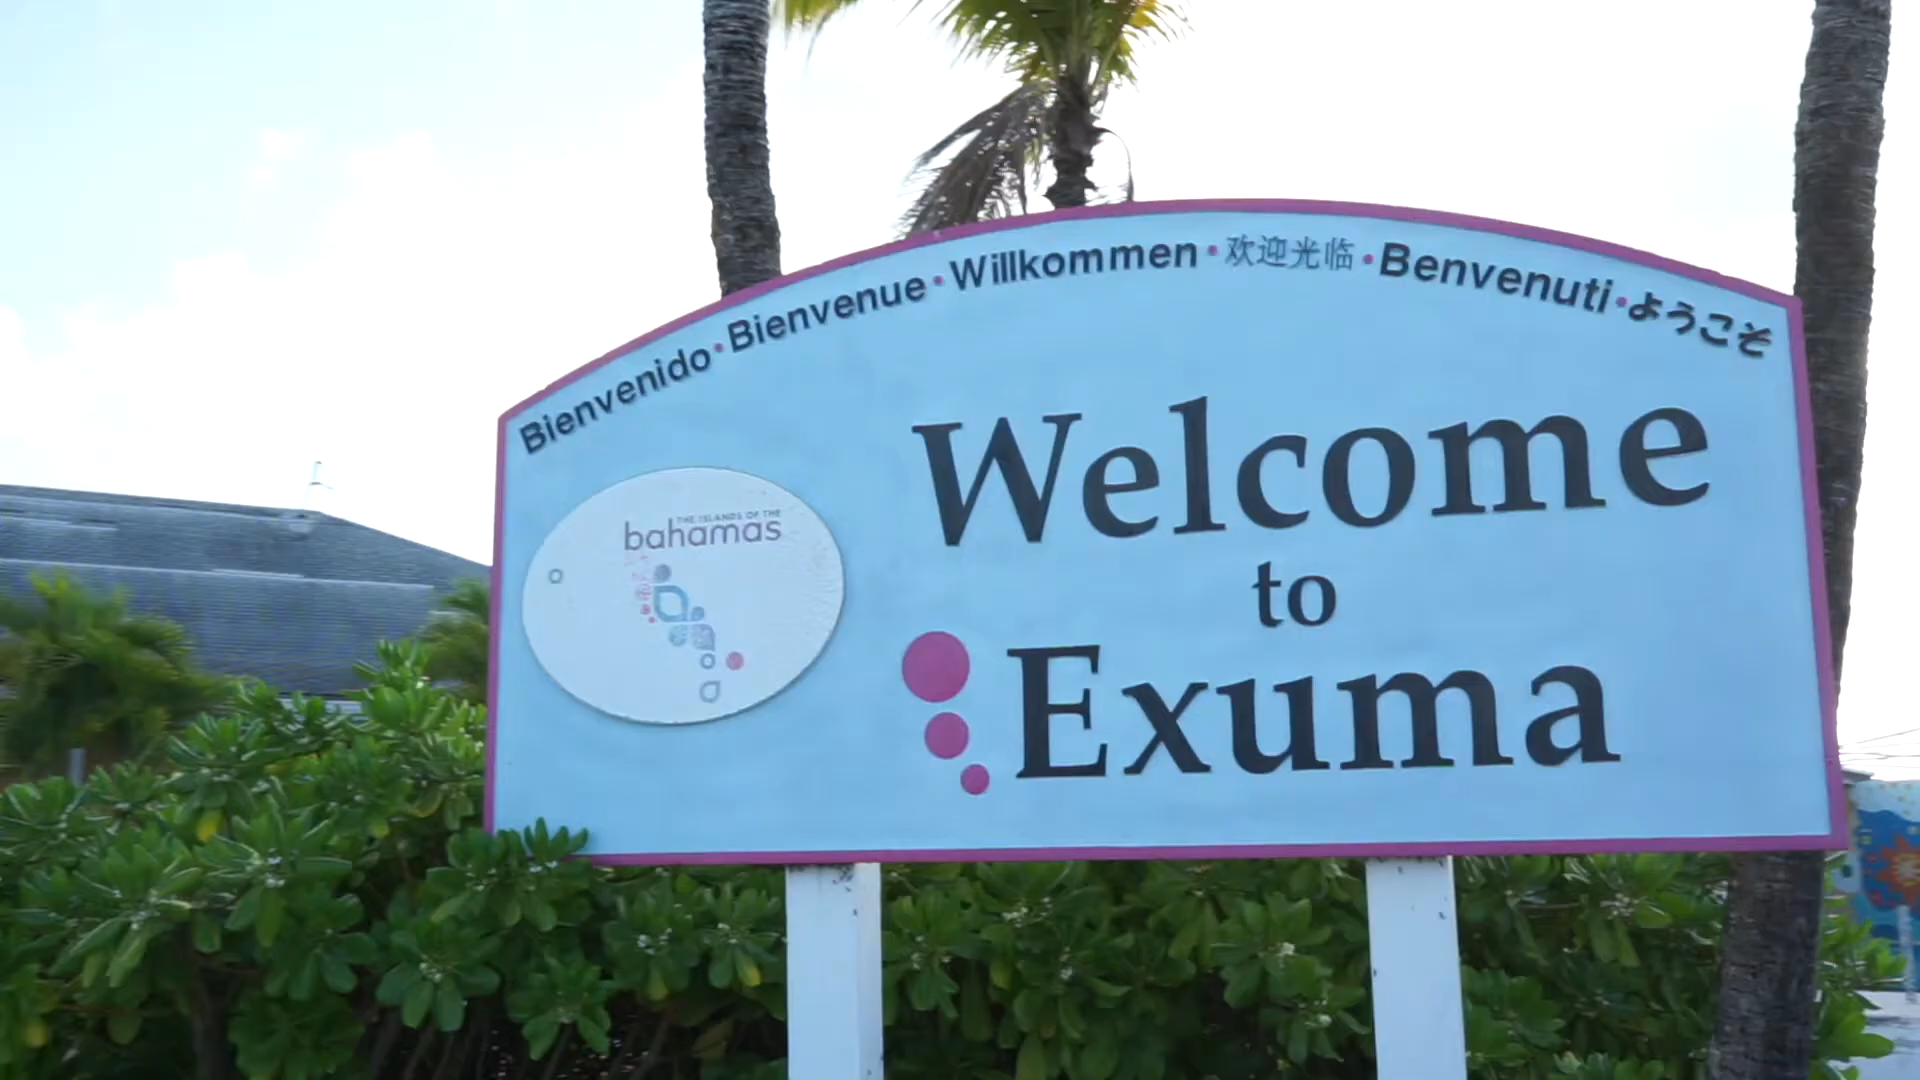 Bienvenido • Bienvenue • Willkommen • 欢迎光临 • Benvenuti • ようこそ
THE ISLANDS OF THE
bahamas
Welcome
to
Exuma